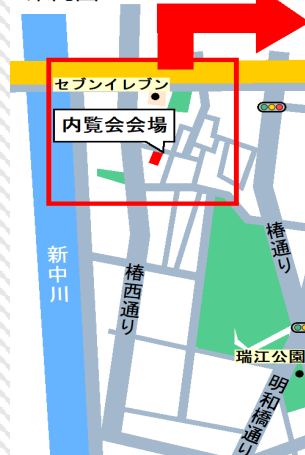 セブンイレブン
内覧会会場
新中川
椿西通り
椿通り
瑞江公園
明和橋通り